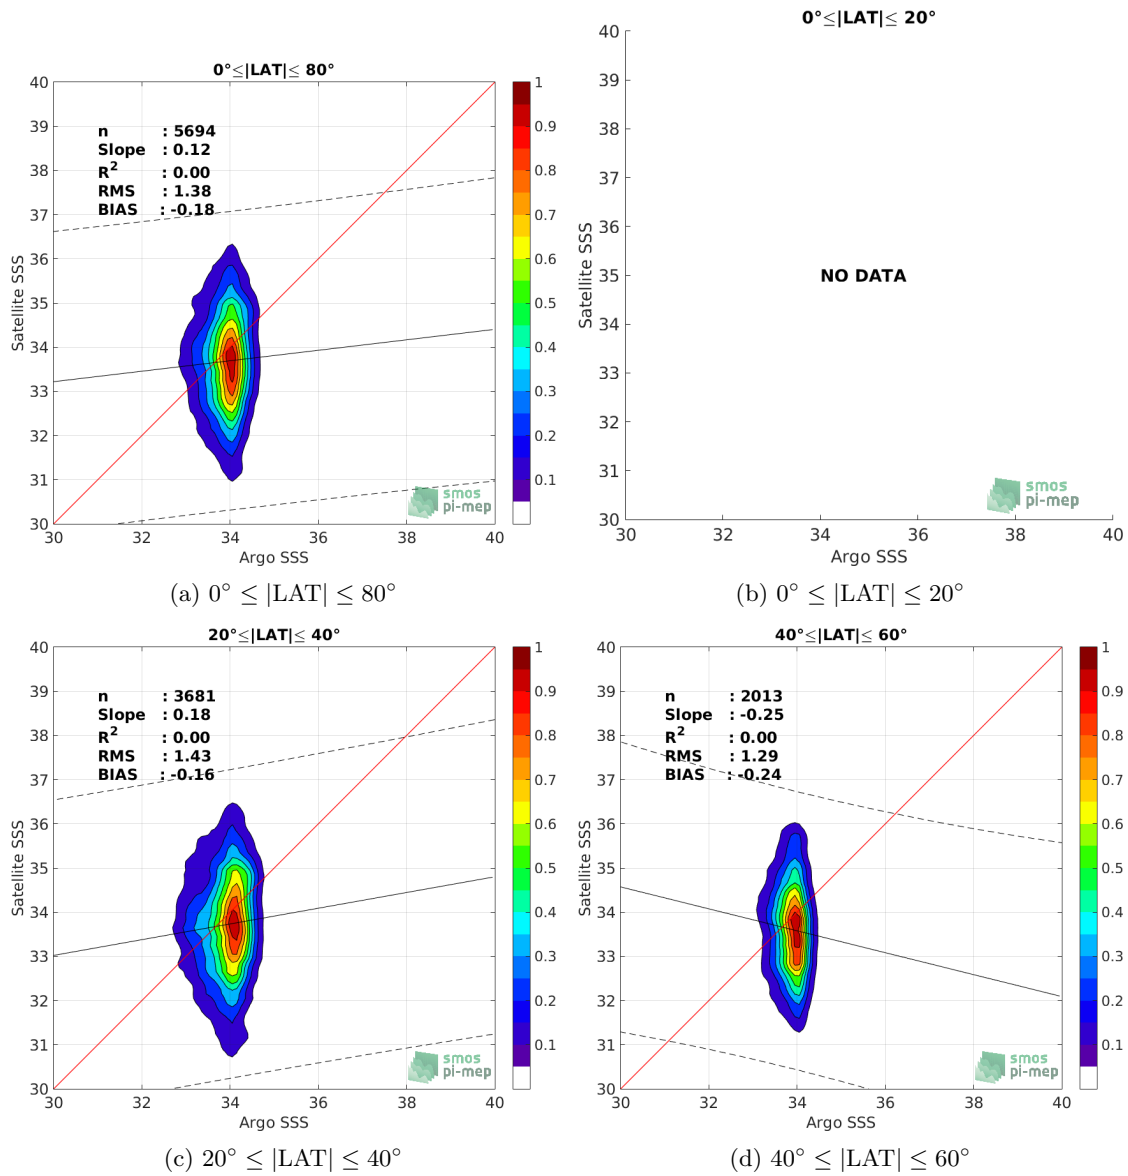 0°≤|LAT|≤ 80°
40
39
38
37
36
35
34
33
32
31
30
Satellite SSS
n : 5694
Slope : 0.12
R² : 0.00
RMS : 1.38
BIAS : -0.18
smos
pi-mep
30 32 34 36 38 40
Argo SSS
1
0.9
0.8
0.7
0.6
0.5
0.4
0.3
0.2
0.1
(a) 0° ≤ |LAT| ≤ 80°
0°≤|LAT|≤ 20°
40
39
38
37
36
35
34
33
32
31
30
Satellite SSS
NO DATA
smos
pi-mep
30 32 34 36 38 40
Argo SSS
(b) 0° ≤ |LAT| ≤ 20°
20°≤|LAT|≤ 40°
40
39
38
37
36
35
34
33
32
31
30
Satellite SSS
n : 3681
Slope : 0.18
R² : 0.00
RMS : 1.43
BIAS : -0.16
smos
pi-mep
30 32 34 36 38 40
Argo SSS
1
0.9
0.8
0.7
0.6
0.5
0.4
0.3
0.2
0.1
(c) 20° ≤ |LAT| ≤ 40°
40°≤|LAT|≤ 60°
40
39
38
37
36
35
34
33
32
31
30
Satellite SSS
n : 2013
Slope : -0.25
R² : 0.00
RMS : 1.29
BIAS : -0.24
smos
pi-mep
30 32 34 36 38 40
Argo SSS
1
0.9
0.8
0.7
0.6
0.5
0.4
0.3
0.2
0.1
(d) 40° ≤ |LAT| ≤ 60°